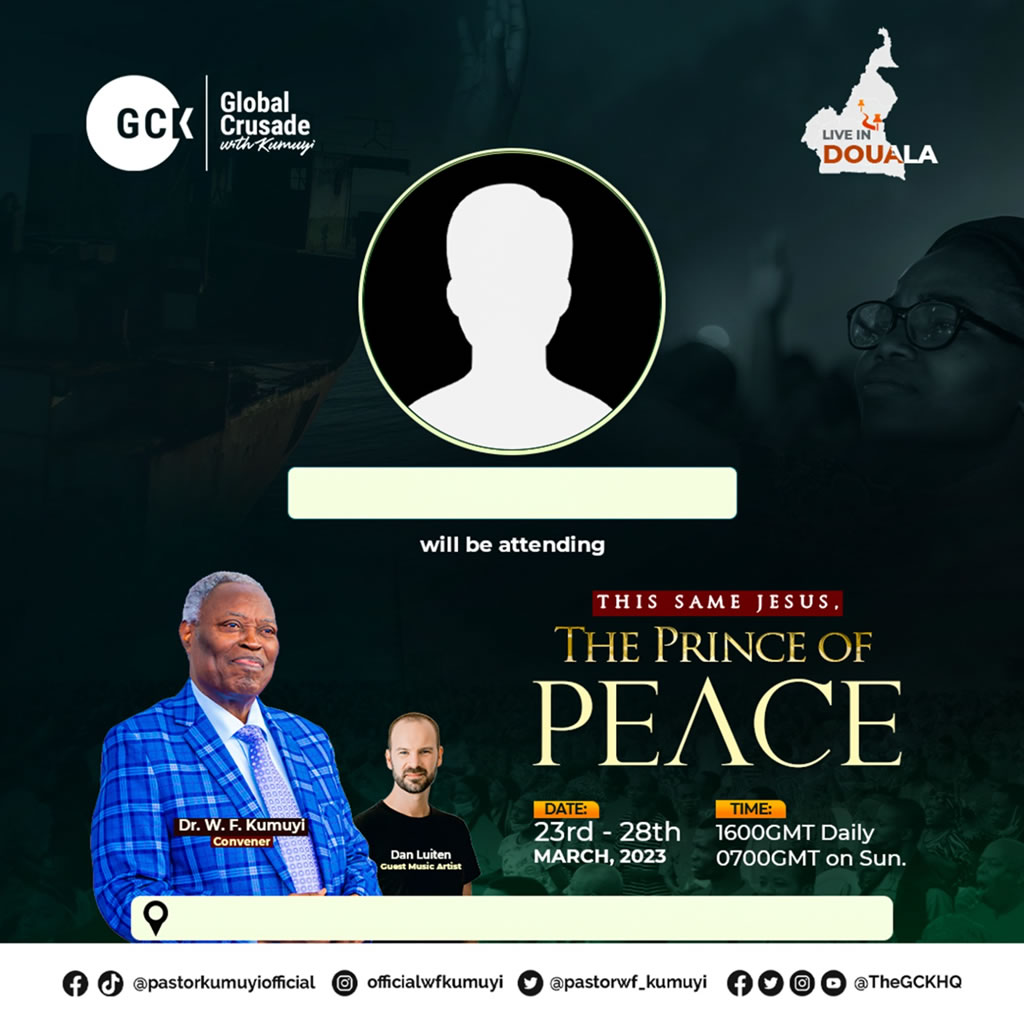 GCK
Global
Crusade
with Kumuyi
LIVE IN
DOUALA
will be attending
THIS SAME JESUS,
THE PRINCE OF
PEACE
Dr. W. F. Kumuyi
Convener
Dan Luiten
Guest Music Artist
DATE:
23rd - 28th
MARCH, 2023
TIME:
1600GMT Daily
0700GMT on Sun.
@pastorkumuyiofficial officialwfkumuyi @pastorwf_kumuyi @TheGCKHQ